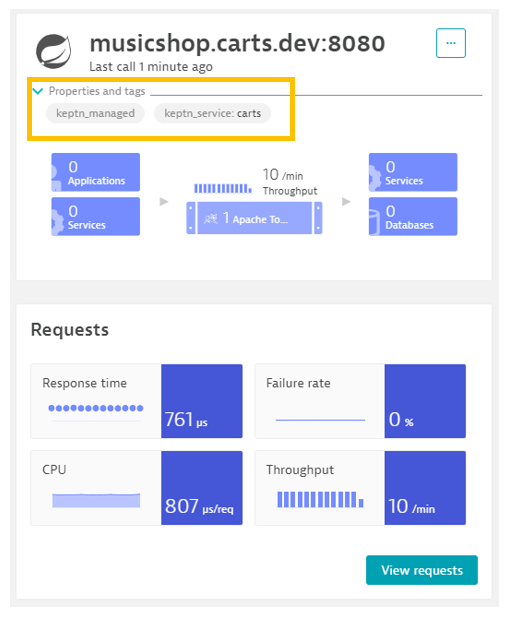 musicshop.carts.dev:8080
...
Last call 1 minute ago
Properties and tags
keptn_managed keptn_service: carts
0
Applications
0
Services
10 /min
Throughput
1 Apache To...
0
Services
0
Databases
Requests
Response time
761 µs
Failure rate
0 %
CPU
807 µs/req
Throughput
10 /min
View requests